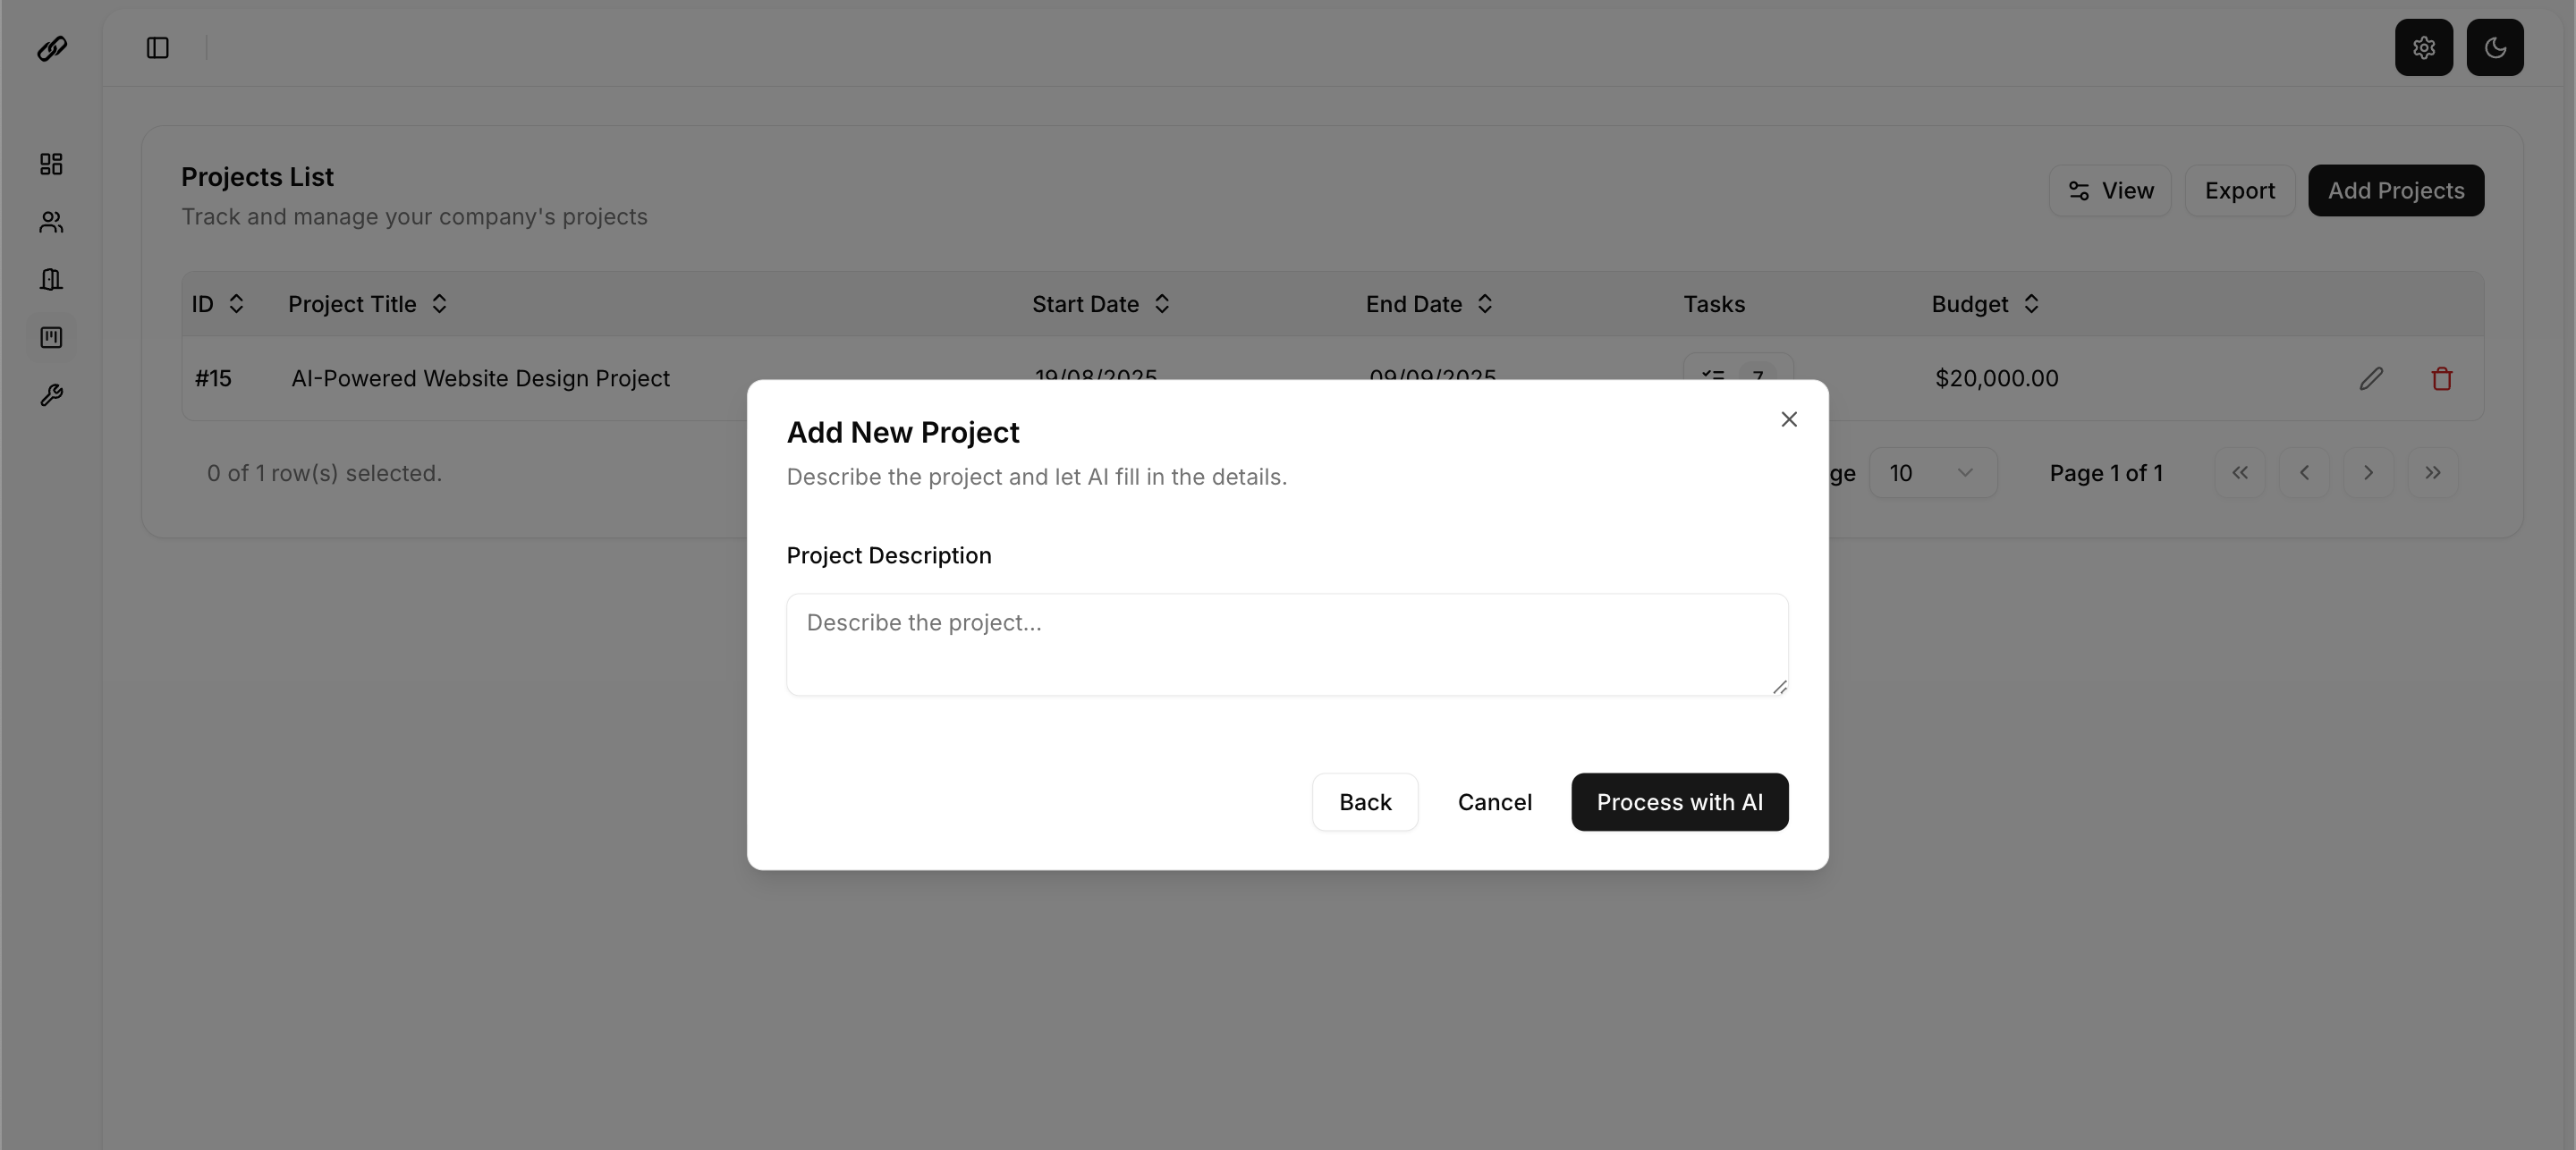 Projects List
Track and manage your company's projects
View
Export
Add Projects
ID
Project Title
Start Date
End Date
Tasks
Budget
#15
AI-Powered Website Design Project
19/08/2025
09/09/2025
7
$20,000.00
0 of 1 row(s) selected.
ge
10
Page 1 of 1
Add New Project
Describe the project and let AI fill in the details.
Project Description
Describe the project...
Back
Cancel
Process with AI